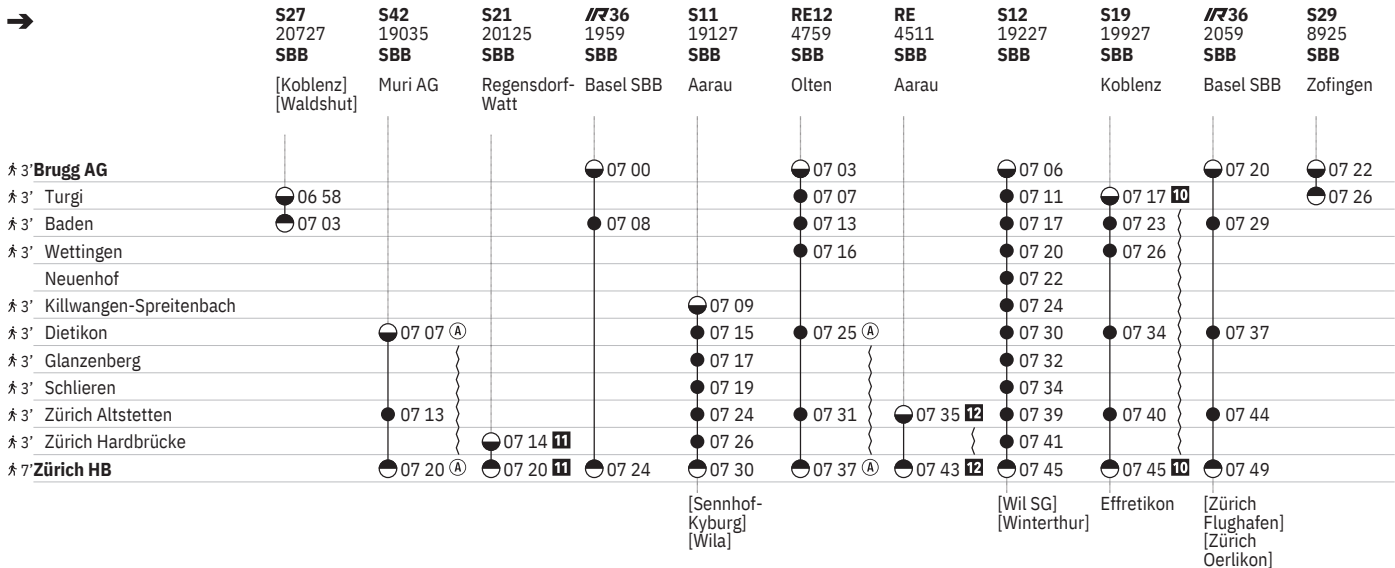 ➔ S27 S42 S21 IR36 S11 RE12 RE S12 S19 IR36 S29
20727 19035 20125 1959 19127 4759 4511 19227 19927 2059 8925
SBB SBB SBB SBB SBB SBB SBB SBB SBB SBB SBB
[Koblenz] Muri AG Regensdorf- Basel SBB Aarau Olten Aarau Koblenz Basel SBB Zofingen
[Waldshut] Watt
3' Brugg AG 07 00 07 03 07 06 07 20 07 22
3' Turgi 06 58 07 07 07 11 07 17 10 07 26
3' Baden 07 03 07 08 07 13 07 17 07 23 07 29
3' Wettingen 07 16 07 20 07 26
Neuenhof 07 22
3' Killwangen-Spreitenbach 07 09 07 24
3' Dietikon 07 07 Ⓐ 07 15 07 25 Ⓐ 07 30 07 34 07 37
3' Glanzenberg 07 17 07 32
3' Schlieren 07 19 07 34
3' Zürich Altstetten 07 13 07 24 07 31 07 35 12 07 39 07 40 07 44
3' Zürich Hardbrücke 07 14 11 07 26 07 41
7' Zürich HB 07 20 Ⓐ 07 20 11 07 24 07 30 07 37 Ⓐ 07 43 12 07 45 07 45 10 07 49
[Sennhof- [Wil SG] Effretikon [Zürich
Kyburg] [Winterthur] Flughafen]
[Wila] [Zürich
Oerlikon]